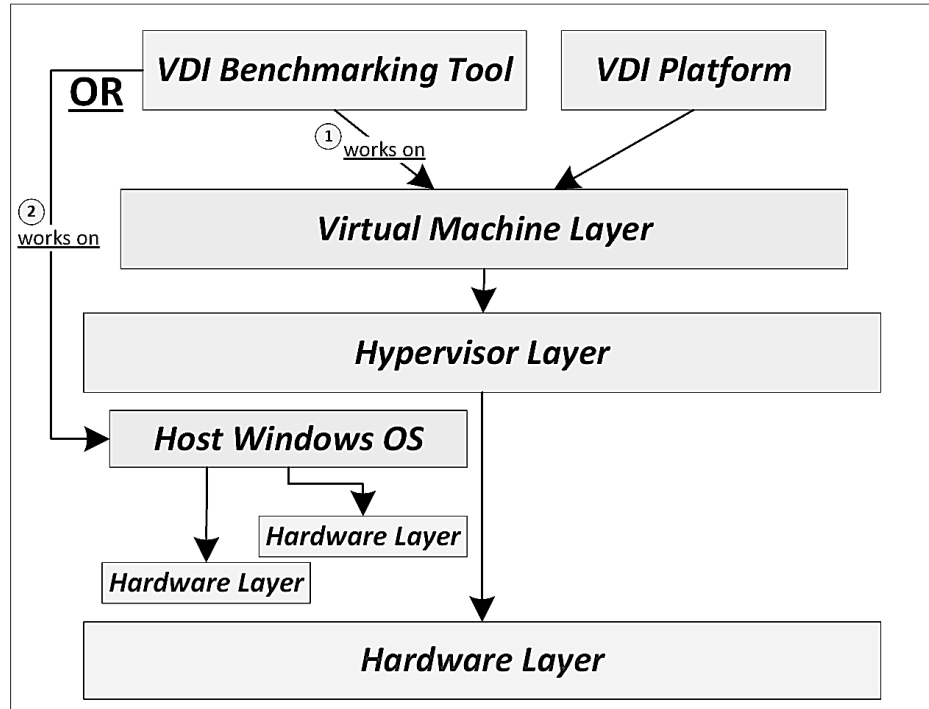 VDI Benchmarking Tool
VDI Platform
OR
1
works on
Virtual Machine Layer
2
works on
Hypervisor Layer
Host Windows OS
Hardware Layer
Hardware Layer
Hardware Layer